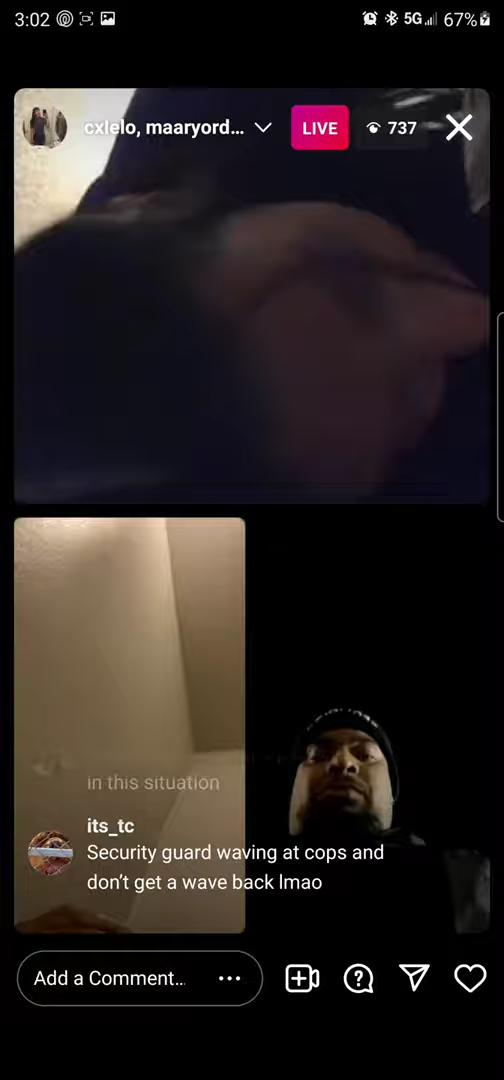 3:02
5G
67%
cxlelo, maaryord...
LIVE
737
in this situation
its_tc
Security guard waving at cops and
don't get a wave back lmao
Add a Comment...